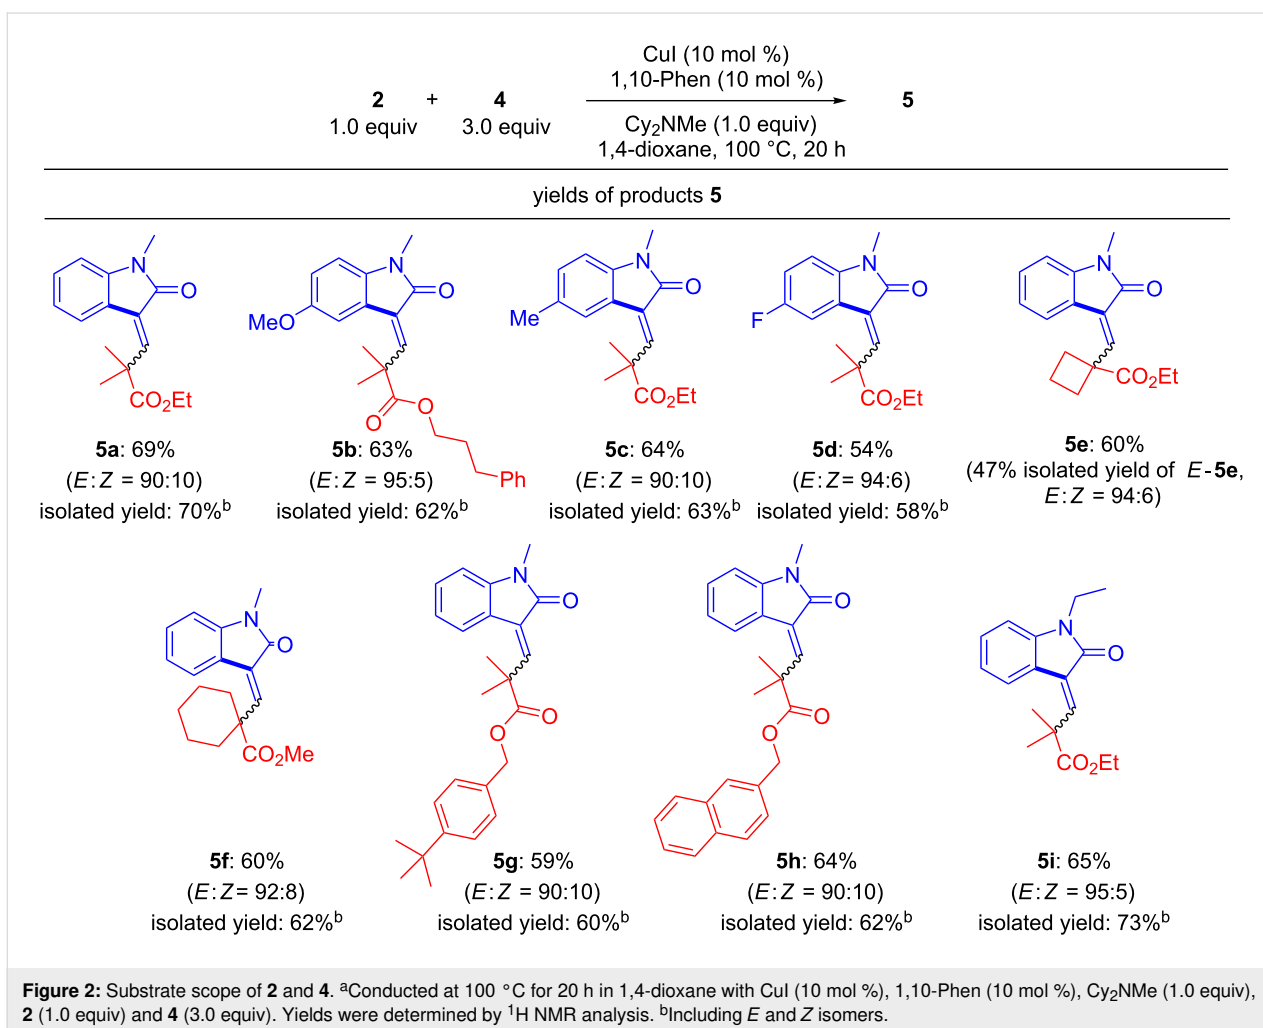 CuI (10 mol %)
1,10-Phen (10 mol %)
2 + 4 5
1.0 equiv 3.0 equiv
Cy₂NMe (1.0 equiv)
1,4-dioxane, 100 °C, 20 h
yields of products 5
N
O
CO₂Et
5a: 69%
(E:Z = 90:10)
isolated yield: 70%ᵇ
N
O
MeO
O
O
Ph
5b: 63%
(E:Z = 95:5)
isolated yield: 62%ᵇ
N
O
Me
CO₂Et
5c: 64%
(E:Z = 90:10)
isolated yield: 63%ᵇ
N
O
F
CO₂Et
5d: 54%
(E:Z = 94:6)
isolated yield: 58%ᵇ
N
O
CO₂Et
5e: 60%
(47% isolated yield of E-5e,
E:Z = 94:6)
N
O
CO₂Me
5f: 60%
(E:Z= 92:8)
isolated yield: 62%ᵇ
N
O
O
O
5g: 59%
(E:Z = 90:10)
isolated yield: 60%ᵇ
N
O
O
O
5h: 64%
(E:Z = 90:10)
isolated yield: 62%ᵇ
N
O
CO₂Et
5i: 65%
(E:Z = 95:5)
isolated yield: 73%ᵇ
Figure 2: Substrate scope of 2 and 4. ᵃConducted at 100 °C for 20 h in 1,4-dioxane with CuI (10 mol %), 1,10-Phen (10 mol %), Cy₂NMe (1.0 equiv),
2 (1.0 equiv) and 4 (3.0 equiv). Yields were determined by ¹H NMR analysis. ᵇIncluding E and Z isomers.